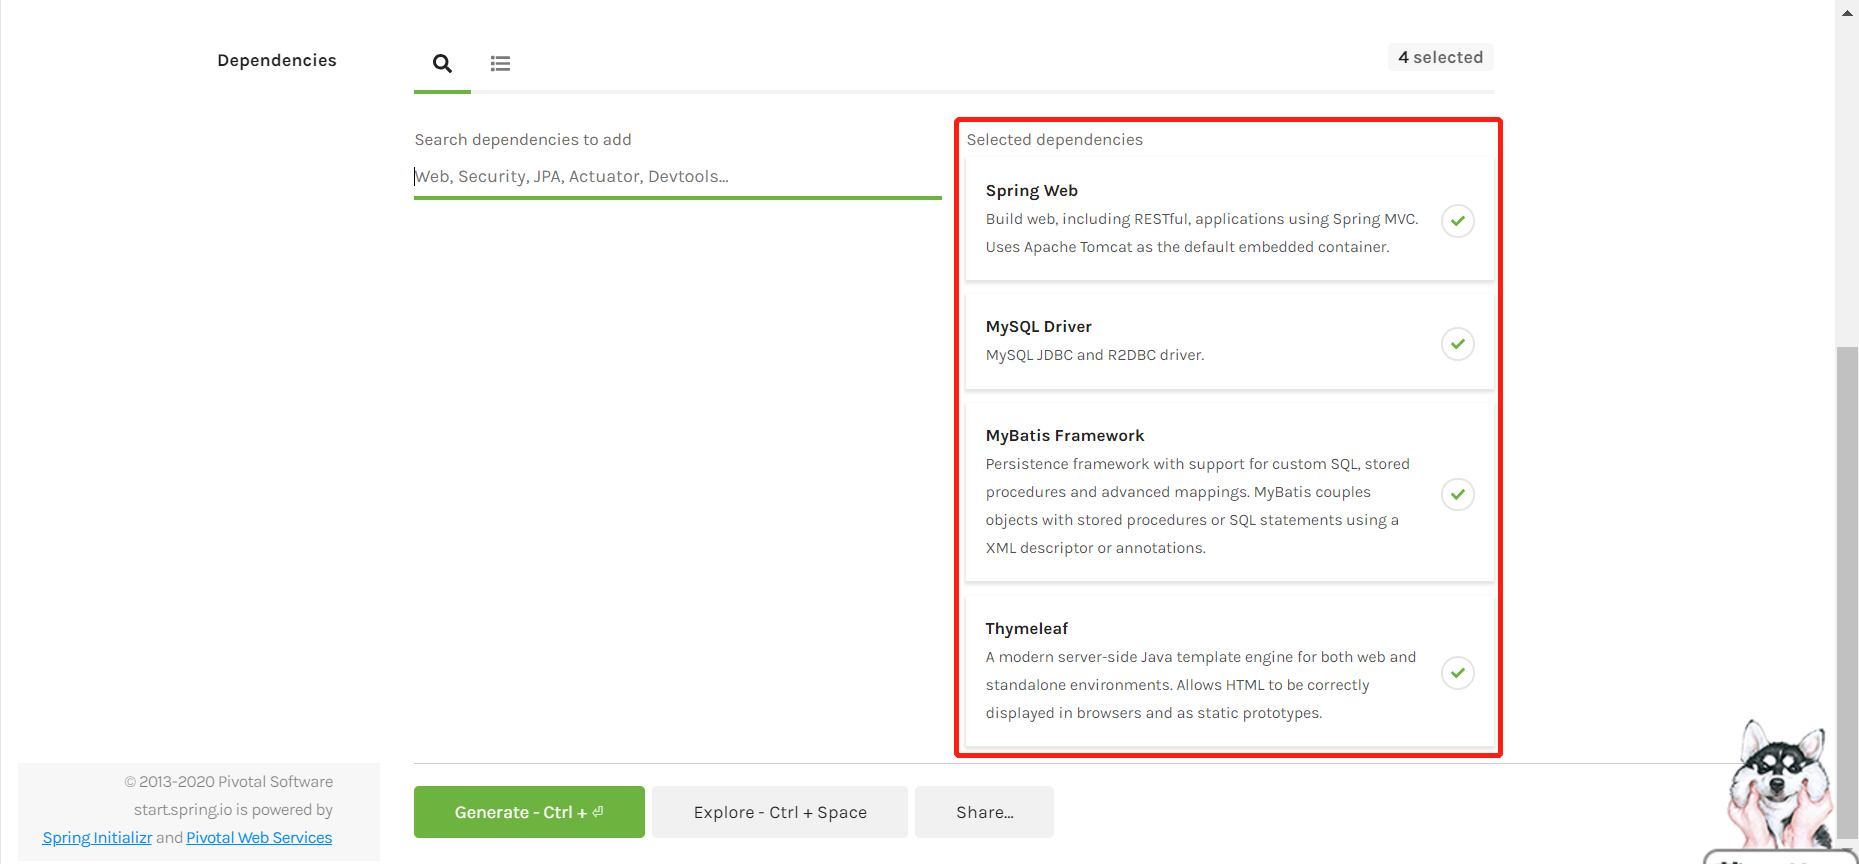 Dependencies
4 selected
Search dependencies to add
Web, Security, JPA, Actuator, Devtools...
Selected dependencies
Spring Web
Build web, including RESTful, applications using Spring MVC.
Uses Apache Tomcat as the default embedded container.
MySQL Driver
MySQL JDBC and R2DBC driver.
MyBatis Framework
Persistence framework with support for custom SQL, stored
procedures and advanced mappings. MyBatis couples
objects with stored procedures or SQL statements using a
XML descriptor or annotations.
Thymeleaf
A modern server-side Java template engine for both web and
standalone environments. Allows HTML to be correctly
displayed in browsers and as static prototypes.
© 2013-2020 Pivotal Software
start.spring.io is powered by
Spring Initializr and Pivotal Web Services
Generate - Ctrl + ⏎
Explore - Ctrl + Space
Share...